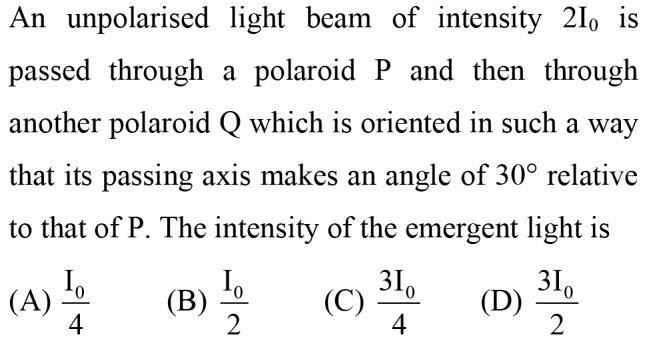 An unpolarised light beam of intensity 2I₀ is
passed through a polaroid P and then through
another polaroid Q which is oriented in such a way
that its passing axis makes an angle of 30° relative
to that of P. The intensity of the emergent light is
(A) I₀/4 (B) I₀/2 (C) 3I₀/4 (D) 3I₀/2